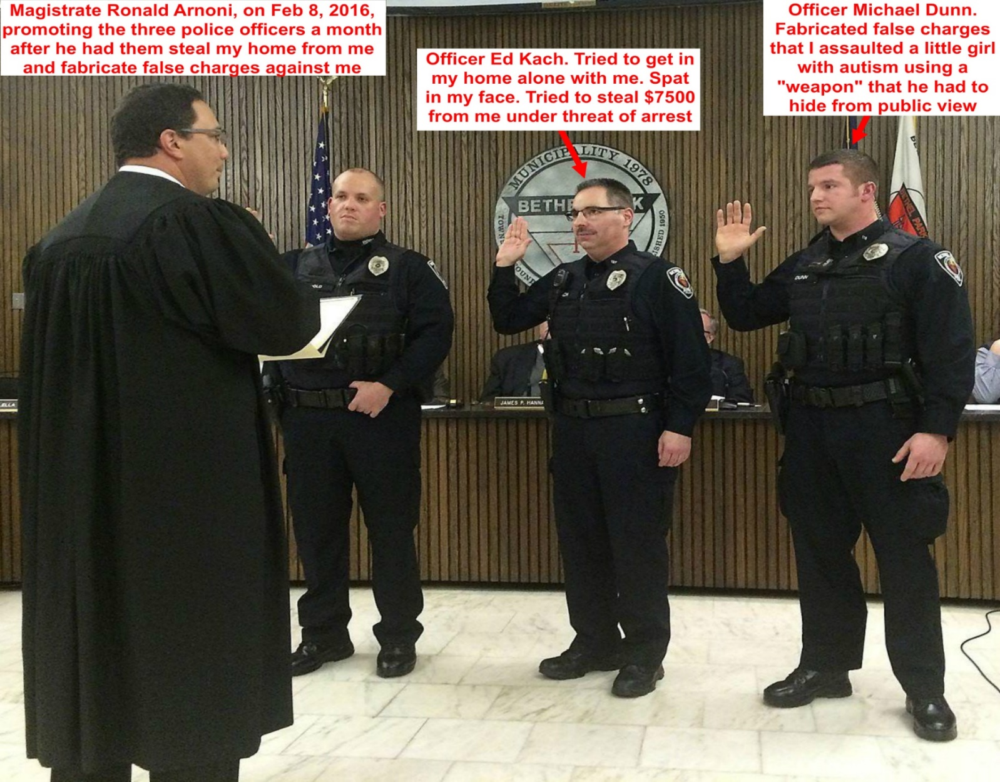 Magistrate Ronald Arnoni, on Feb 8, 2016,
promoting the three police officers a month
after he had them steal my home from me
and fabricate false charges against me
Officer Ed Kach. Tried to get in
my home alone with me. Spat
in my face. Tried to steal $7500
from me under threat of arrest
Officer Michael Dunn.
Fabricated false charges
that I assaulted a little girl
with autism using a
"weapon" that he had to
hide from public view
MUNICIPALITY 1978
BETHE K
ISHED 1950
DUNN
JAMES P. HANNA
ELLA